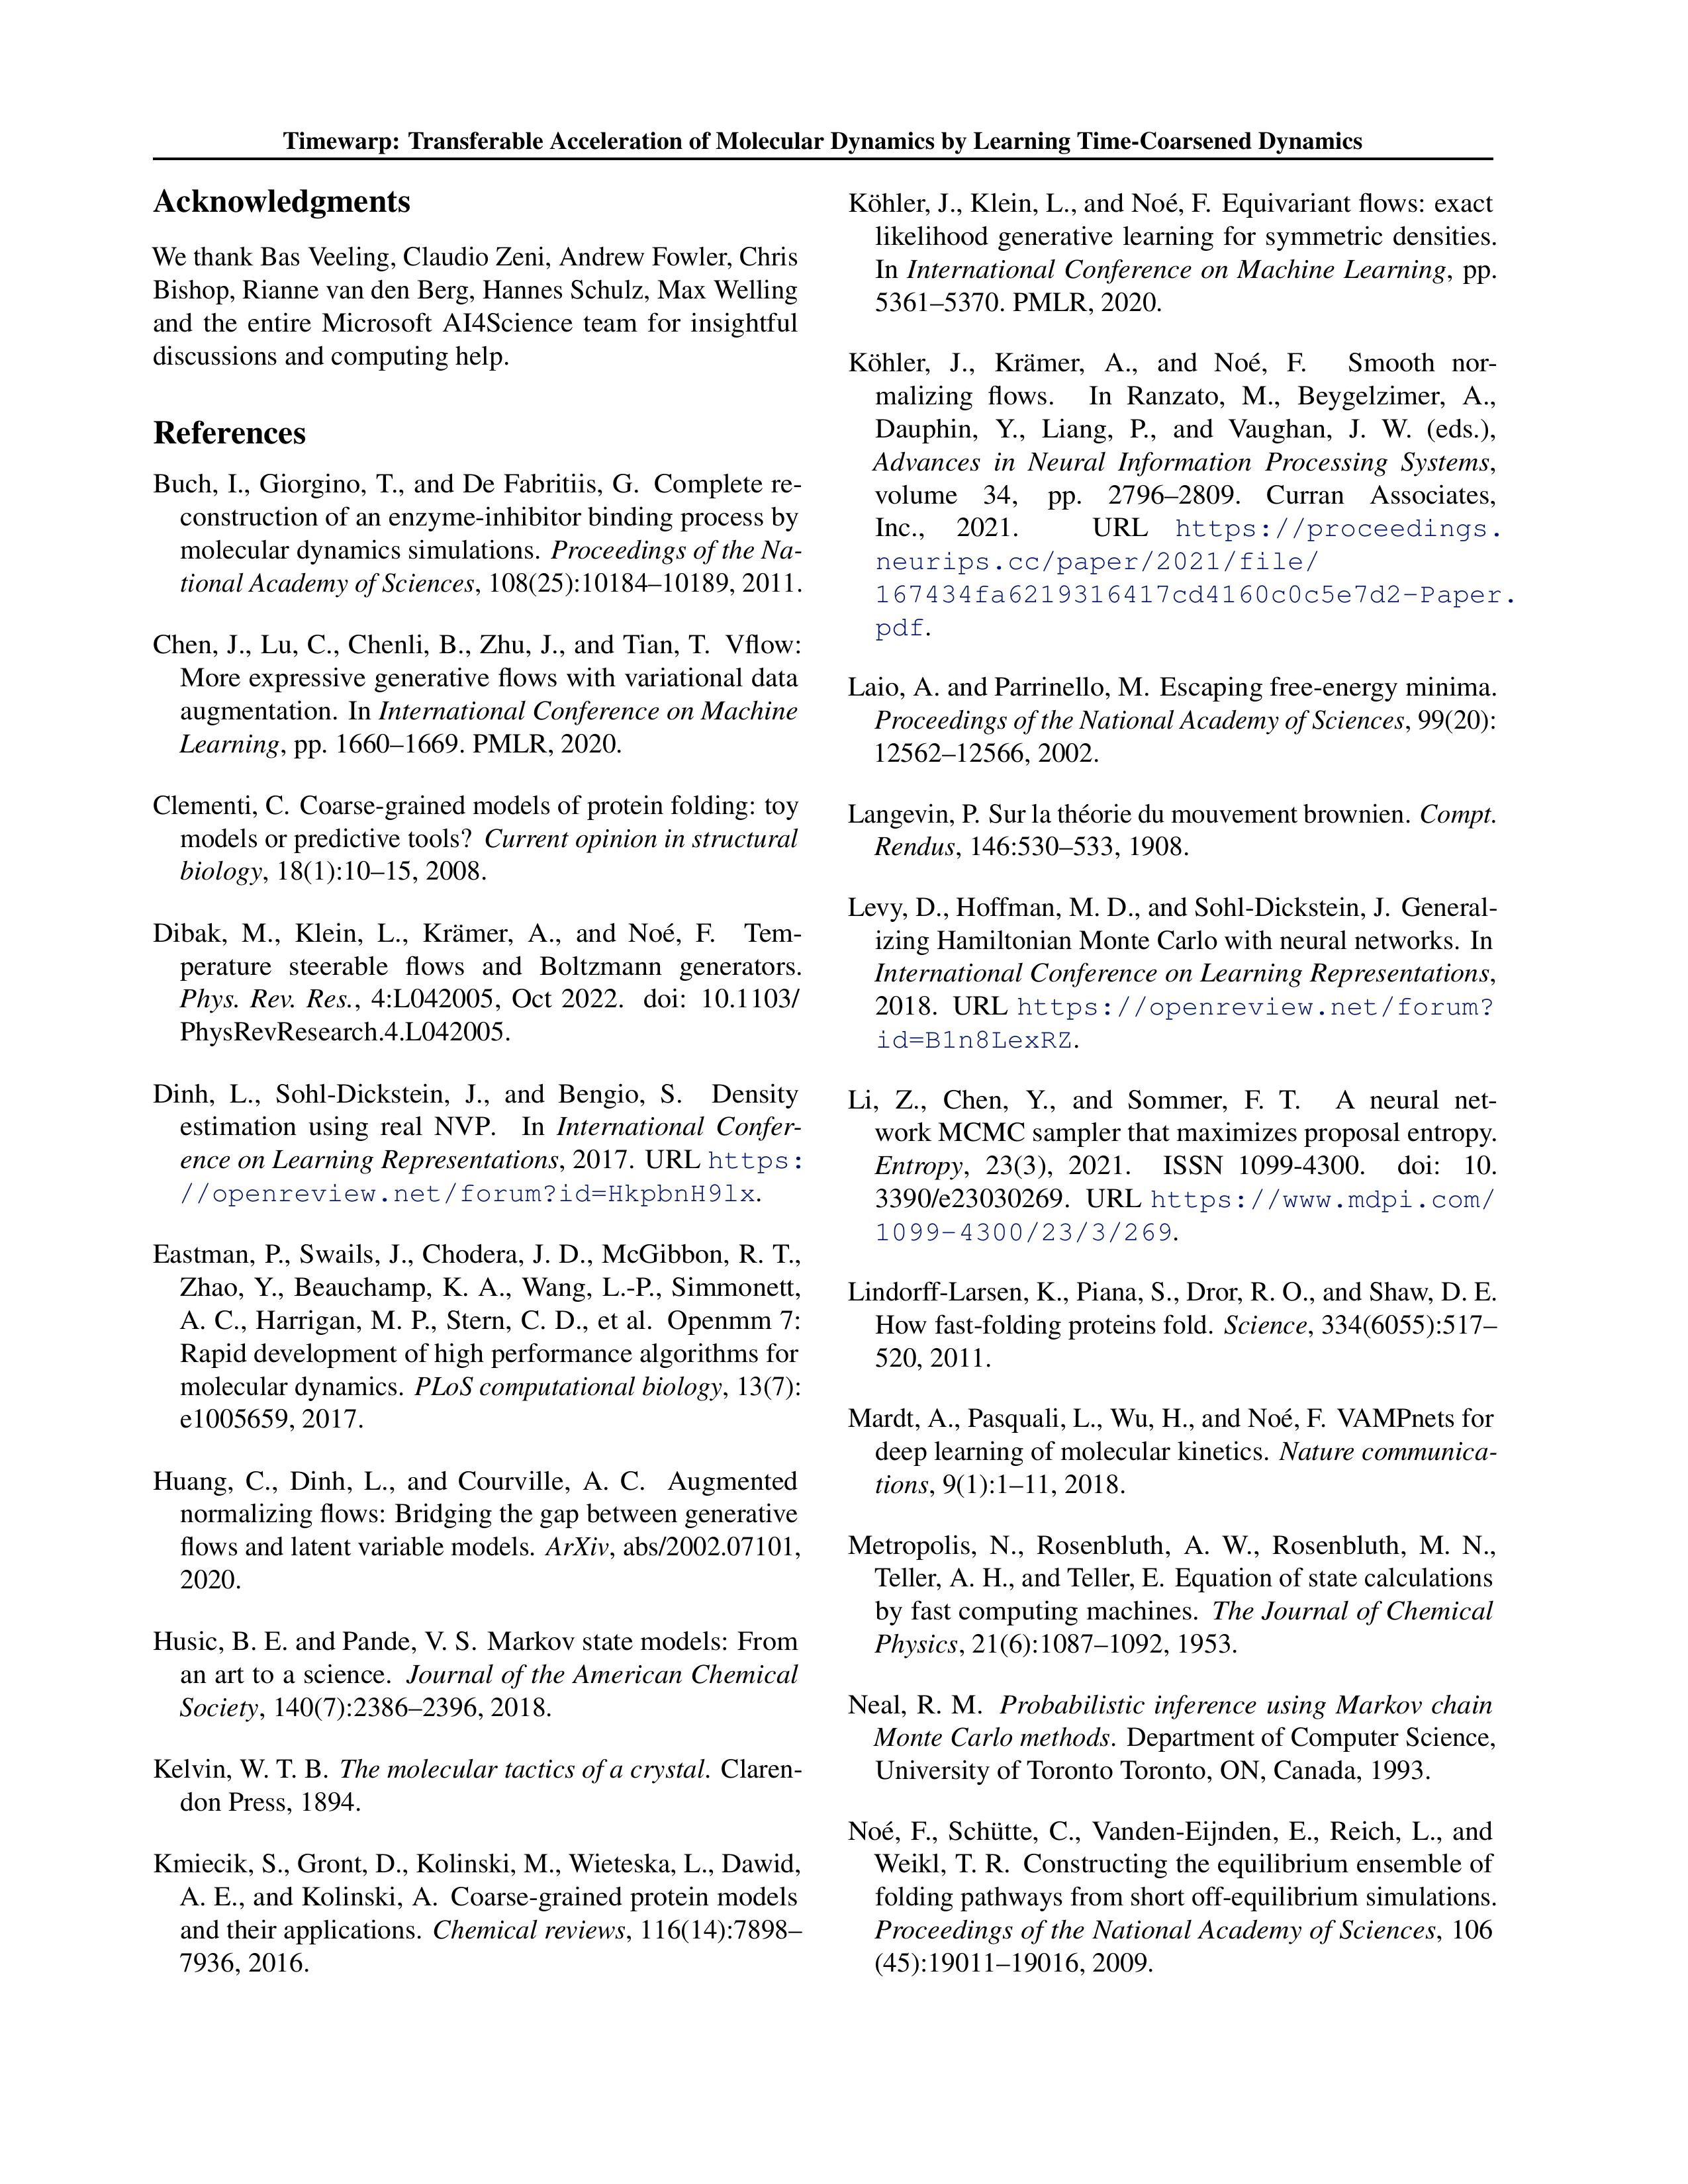 Timewarp: Transferable Acceleration of Molecular Dynamics by Learning Time-Coarsened Dynamics
Acknowledgments
We thank Bas Veeling, Claudio Zeni, Andrew Fowler, Chris
Bishop, Rianne van den Berg, Hannes Schulz, Max Welling
and the entire Microsoft AI4Science team for insightful
discussions and computing help.
References
Buch, I., Giorgino, T., and De Fabritiis, G. Complete re-
construction of an enzyme-inhibitor binding process by
molecular dynamics simulations. Proceedings of the Na-
tional Academy of Sciences, 108(25):10184–10189, 2011.
Chen, J., Lu, C., Chenli, B., Zhu, J., and Tian, T. Vflow:
More expressive generative flows with variational data
augmentation. In International Conference on Machine
Learning, pp. 1660–1669. PMLR, 2020.
Clementi, C. Coarse-grained models of protein folding: toy
models or predictive tools? Current opinion in structural
biology, 18(1):10–15, 2008.
Dibak, M., Klein, L., Krämer, A., and Noé, F. Tem-
perature steerable flows and Boltzmann generators.
Phys. Rev. Res., 4:L042005, Oct 2022. doi: 10.1103/
PhysRevResearch.4.L042005.
Dinh, L., Sohl-Dickstein, J., and Bengio, S. Density
estimation using real NVP. In International Confer-
ence on Learning Representations, 2017. URL https:
//openreview.net/forum?id=HkpbnH9lx.
Eastman, P., Swails, J., Chodera, J. D., McGibbon, R. T.,
Zhao, Y., Beauchamp, K. A., Wang, L.-P., Simmonett,
A. C., Harrigan, M. P., Stern, C. D., et al. Openmm 7:
Rapid development of high performance algorithms for
molecular dynamics. PLoS computational biology, 13(7):
e1005659, 2017.
Huang, C., Dinh, L., and Courville, A. C. Augmented
normalizing flows: Bridging the gap between generative
flows and latent variable models. ArXiv, abs/2002.07101,
2020.
Husic, B. E. and Pande, V. S. Markov state models: From
an art to a science. Journal of the American Chemical
Society, 140(7):2386–2396, 2018.
Kelvin, W. T. B. The molecular tactics of a crystal. Claren-
don Press, 1894.
Kmiecik, S., Gront, D., Kolinski, M., Wieteska, L., Dawid,
A. E., and Kolinski, A. Coarse-grained protein models
and their applications. Chemical reviews, 116(14):7898–
7936, 2016.
Köhler, J., Klein, L., and Noé, F. Equivariant flows: exact
likelihood generative learning for symmetric densities.
In International Conference on Machine Learning, pp.
5361–5370. PMLR, 2020.
Köhler, J., Krämer, A., and Noé, F. Smooth nor-
malizing flows. In Ranzato, M., Beygelzimer, A.,
Dauphin, Y., Liang, P., and Vaughan, J. W. (eds.),
Advances in Neural Information Processing Systems,
volume 34, pp. 2796–2809. Curran Associates,
Inc., 2021. URL https://proceedings.
neurips.cc/paper/2021/file/
167434fa6219316417cd4160c0c5e7d2-Paper.
pdf.
Laio, A. and Parrinello, M. Escaping free-energy minima.
Proceedings of the National Academy of Sciences, 99(20):
12562–12566, 2002.
Langevin, P. Sur la théorie du mouvement brownien. Compt.
Rendus, 146:530–533, 1908.
Levy, D., Hoffman, M. D., and Sohl-Dickstein, J. General-
izing Hamiltonian Monte Carlo with neural networks. In
International Conference on Learning Representations,
2018. URL https://openreview.net/forum?
id=B1n8LexRZ.
Li, Z., Chen, Y., and Sommer, F. T. A neural net-
work MCMC sampler that maximizes proposal entropy.
Entropy, 23(3), 2021. ISSN 1099-4300. doi: 10.
3390/e23030269. URL https://www.mdpi.com/
1099-4300/23/3/269.
Lindorff-Larsen, K., Piana, S., Dror, R. O., and Shaw, D. E.
How fast-folding proteins fold. Science, 334(6055):517–
520, 2011.
Mardt, A., Pasquali, L., Wu, H., and Noé, F. VAMPnets for
deep learning of molecular kinetics. Nature communica-
tions, 9(1):1–11, 2018.
Metropolis, N., Rosenbluth, A. W., Rosenbluth, M. N.,
Teller, A. H., and Teller, E. Equation of state calculations
by fast computing machines. The Journal of Chemical
Physics, 21(6):1087–1092, 1953.
Neal, R. M. Probabilistic inference using Markov chain
Monte Carlo methods. Department of Computer Science,
University of Toronto Toronto, ON, Canada, 1993.
Noé, F., Schütte, C., Vanden-Eijnden, E., Reich, L., and
Weikl, T. R. Constructing the equilibrium ensemble of
folding pathways from short off-equilibrium simulations.
Proceedings of the National Academy of Sciences, 106
(45):19011–19016, 2009.